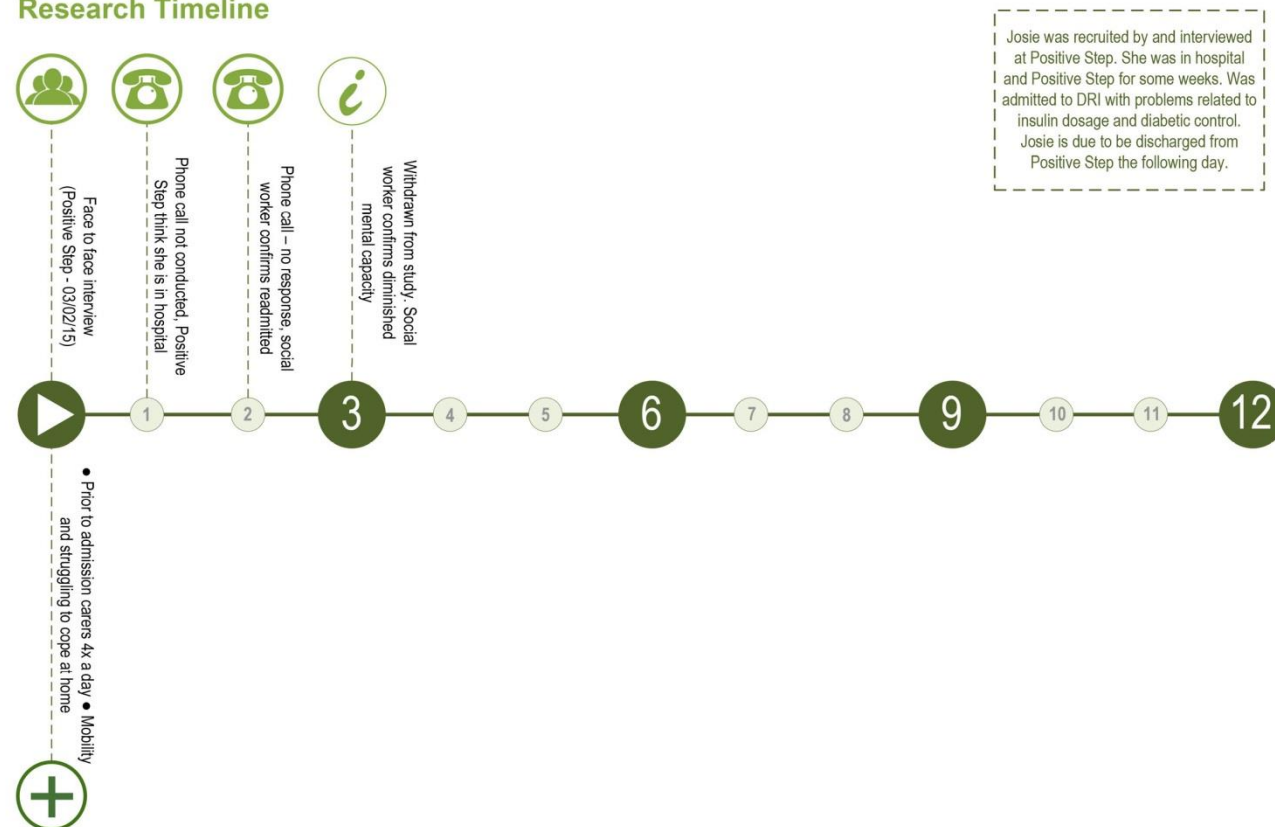 Research Timeline
Josie was recruited by and interviewed
at Positive Step. She was in hospital
and Positive Step for some weeks. Was
admitted to DRI with problems related to
insulin dosage and diabetic control.
Josie is due to be discharged from
Positive Step the following day.
i
Face to face interview
(Positive Step - 03/02/15)
Phone call not conducted, Positive
Step think she is in hospital
Phone call – no response, social
worker confirms readmitted
Withdrawn from study. Social
worker confirms diminished
mental capacity
1 2 3 4 5 6 7 8 9 10 11 12
● Prior to admission carers 4x a day ● Mobility
and struggling to cope at home